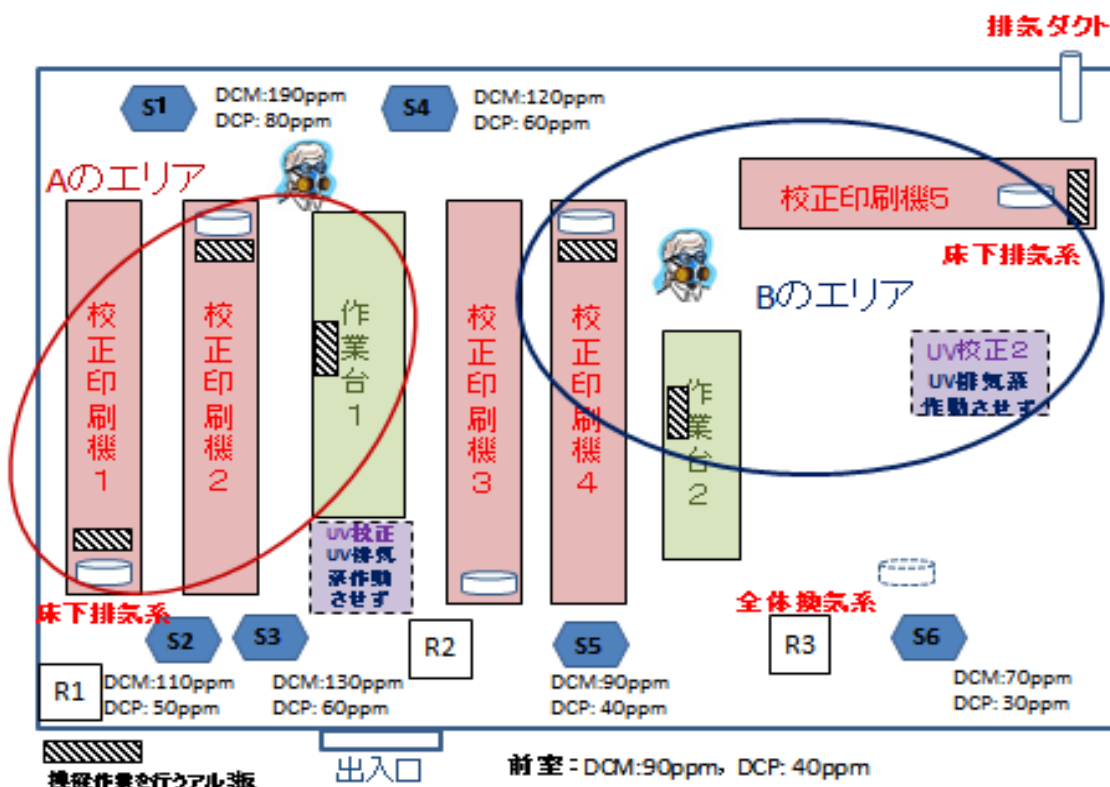 排気ダクト
S1
DCM:190ppm
DCP: 80ppm
S4
DCM:120ppm
DCP: 60ppm
Aのエリア
校正印刷機5
床下排気系
Bのエリア
校正印刷機1
校正印刷機2
作業台1
校正印刷機3
校正印刷機4
作業台2
UV校正2
UV排気系
作動させず
UV校正
UV排気
系作動
させず
床下排気系
全体換気系
S2
S3
R2
S5
R3
S6
R1
DCM:110ppm
DCP: 50ppm
DCM:130ppm
DCP: 60ppm
DCM:90ppm
DCP: 40ppm
DCM:70ppm
DCP: 30ppm
出入口
前室:DCM:90ppm, DCP: 40ppm